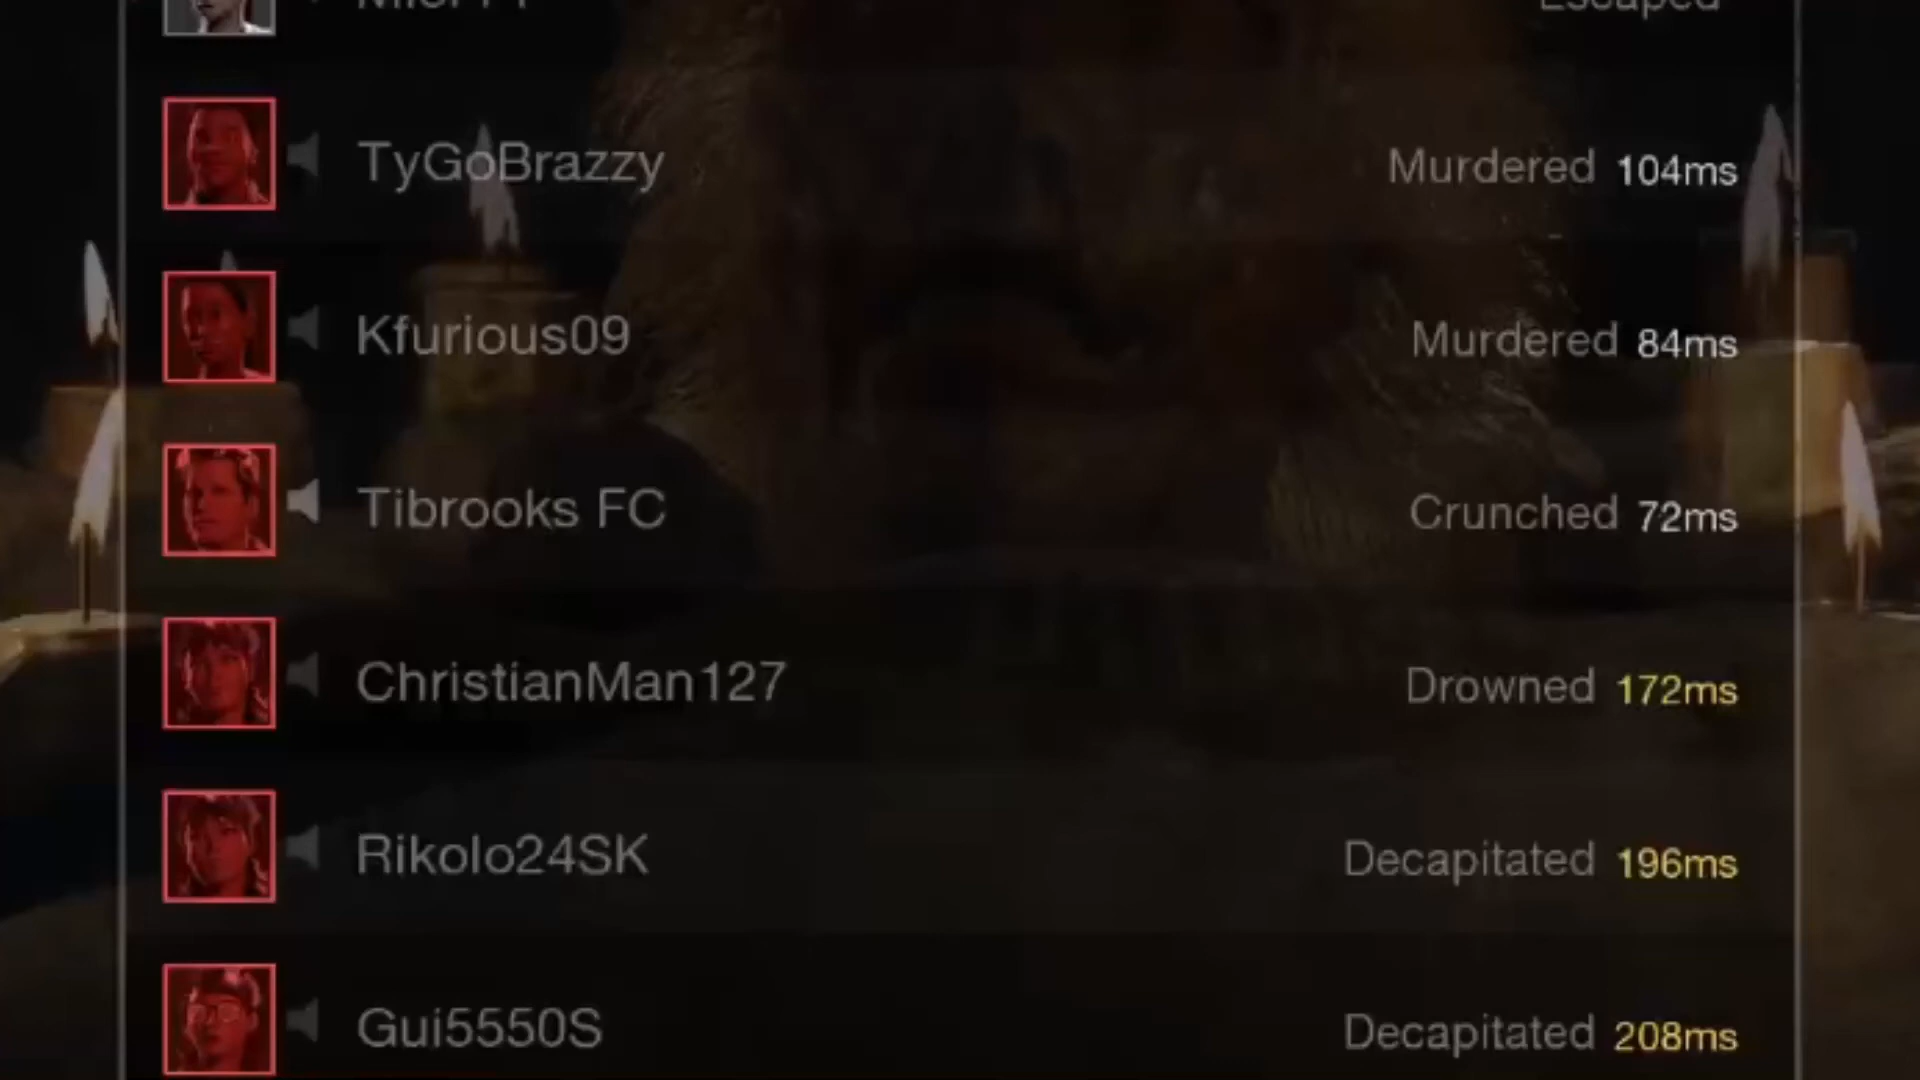 Escaped
TyGoBrazzy Murdered 104ms
Kfurious09 Murdered 84ms
Tibrooks FC Crunched 72ms
ChristianMan127 Drowned 172ms
Rikolo24SK Decapitated 196ms
Gui5550S Decapitated 208ms